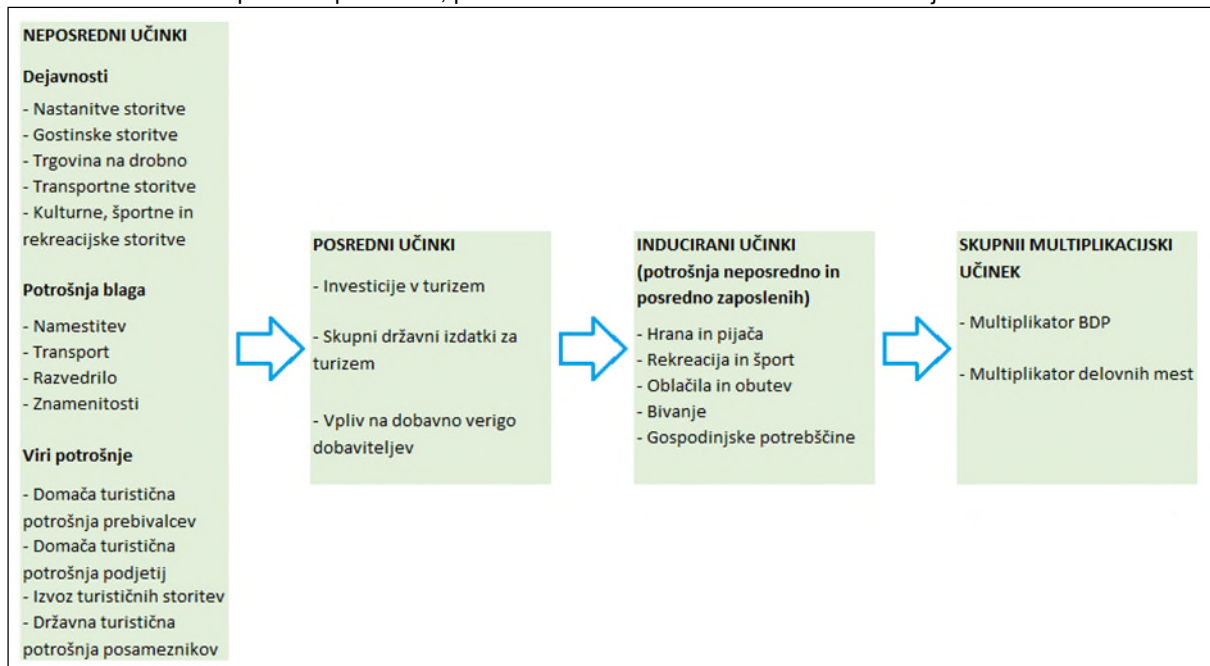 NEPOSREDNI UČINKI
Dejavnosti
- Nastanitve storitve
- Gostinske storitve
- Trgovina na drobno
- Transportne storitve
- Kulturne, športne in
rekreacijske storitve
Potrošnja blaga
- Namestitev
- Transport
- Razvedrilo
- Znamenitosti
Viri potrošnje
- Domača turistična
potrošnja prebivalcev
- Domača turistična
potrošnja podjetij
- Izvoz turističnih storitev
- Državna turistična
potrošnja posameznikov
POSREDNI UČINKI
- Investicije v turizem
- Skupni državni izdatki za
turizem
- Vpliv na dobavno verigo
dobaviteljev
INDUCIRANI UČINKI
(potrošnja neposredno in
posredno zaposlenih)
- Hrana in pijača
- Rekreacija in šport
- Oblačila in obutev
- Bivanje
- Gospodinjske potrebščine
SKUPNII MULTIPLIKACIJSKI
UČINEK
- Multiplikator BDP
- Multiplikator delovnih mest